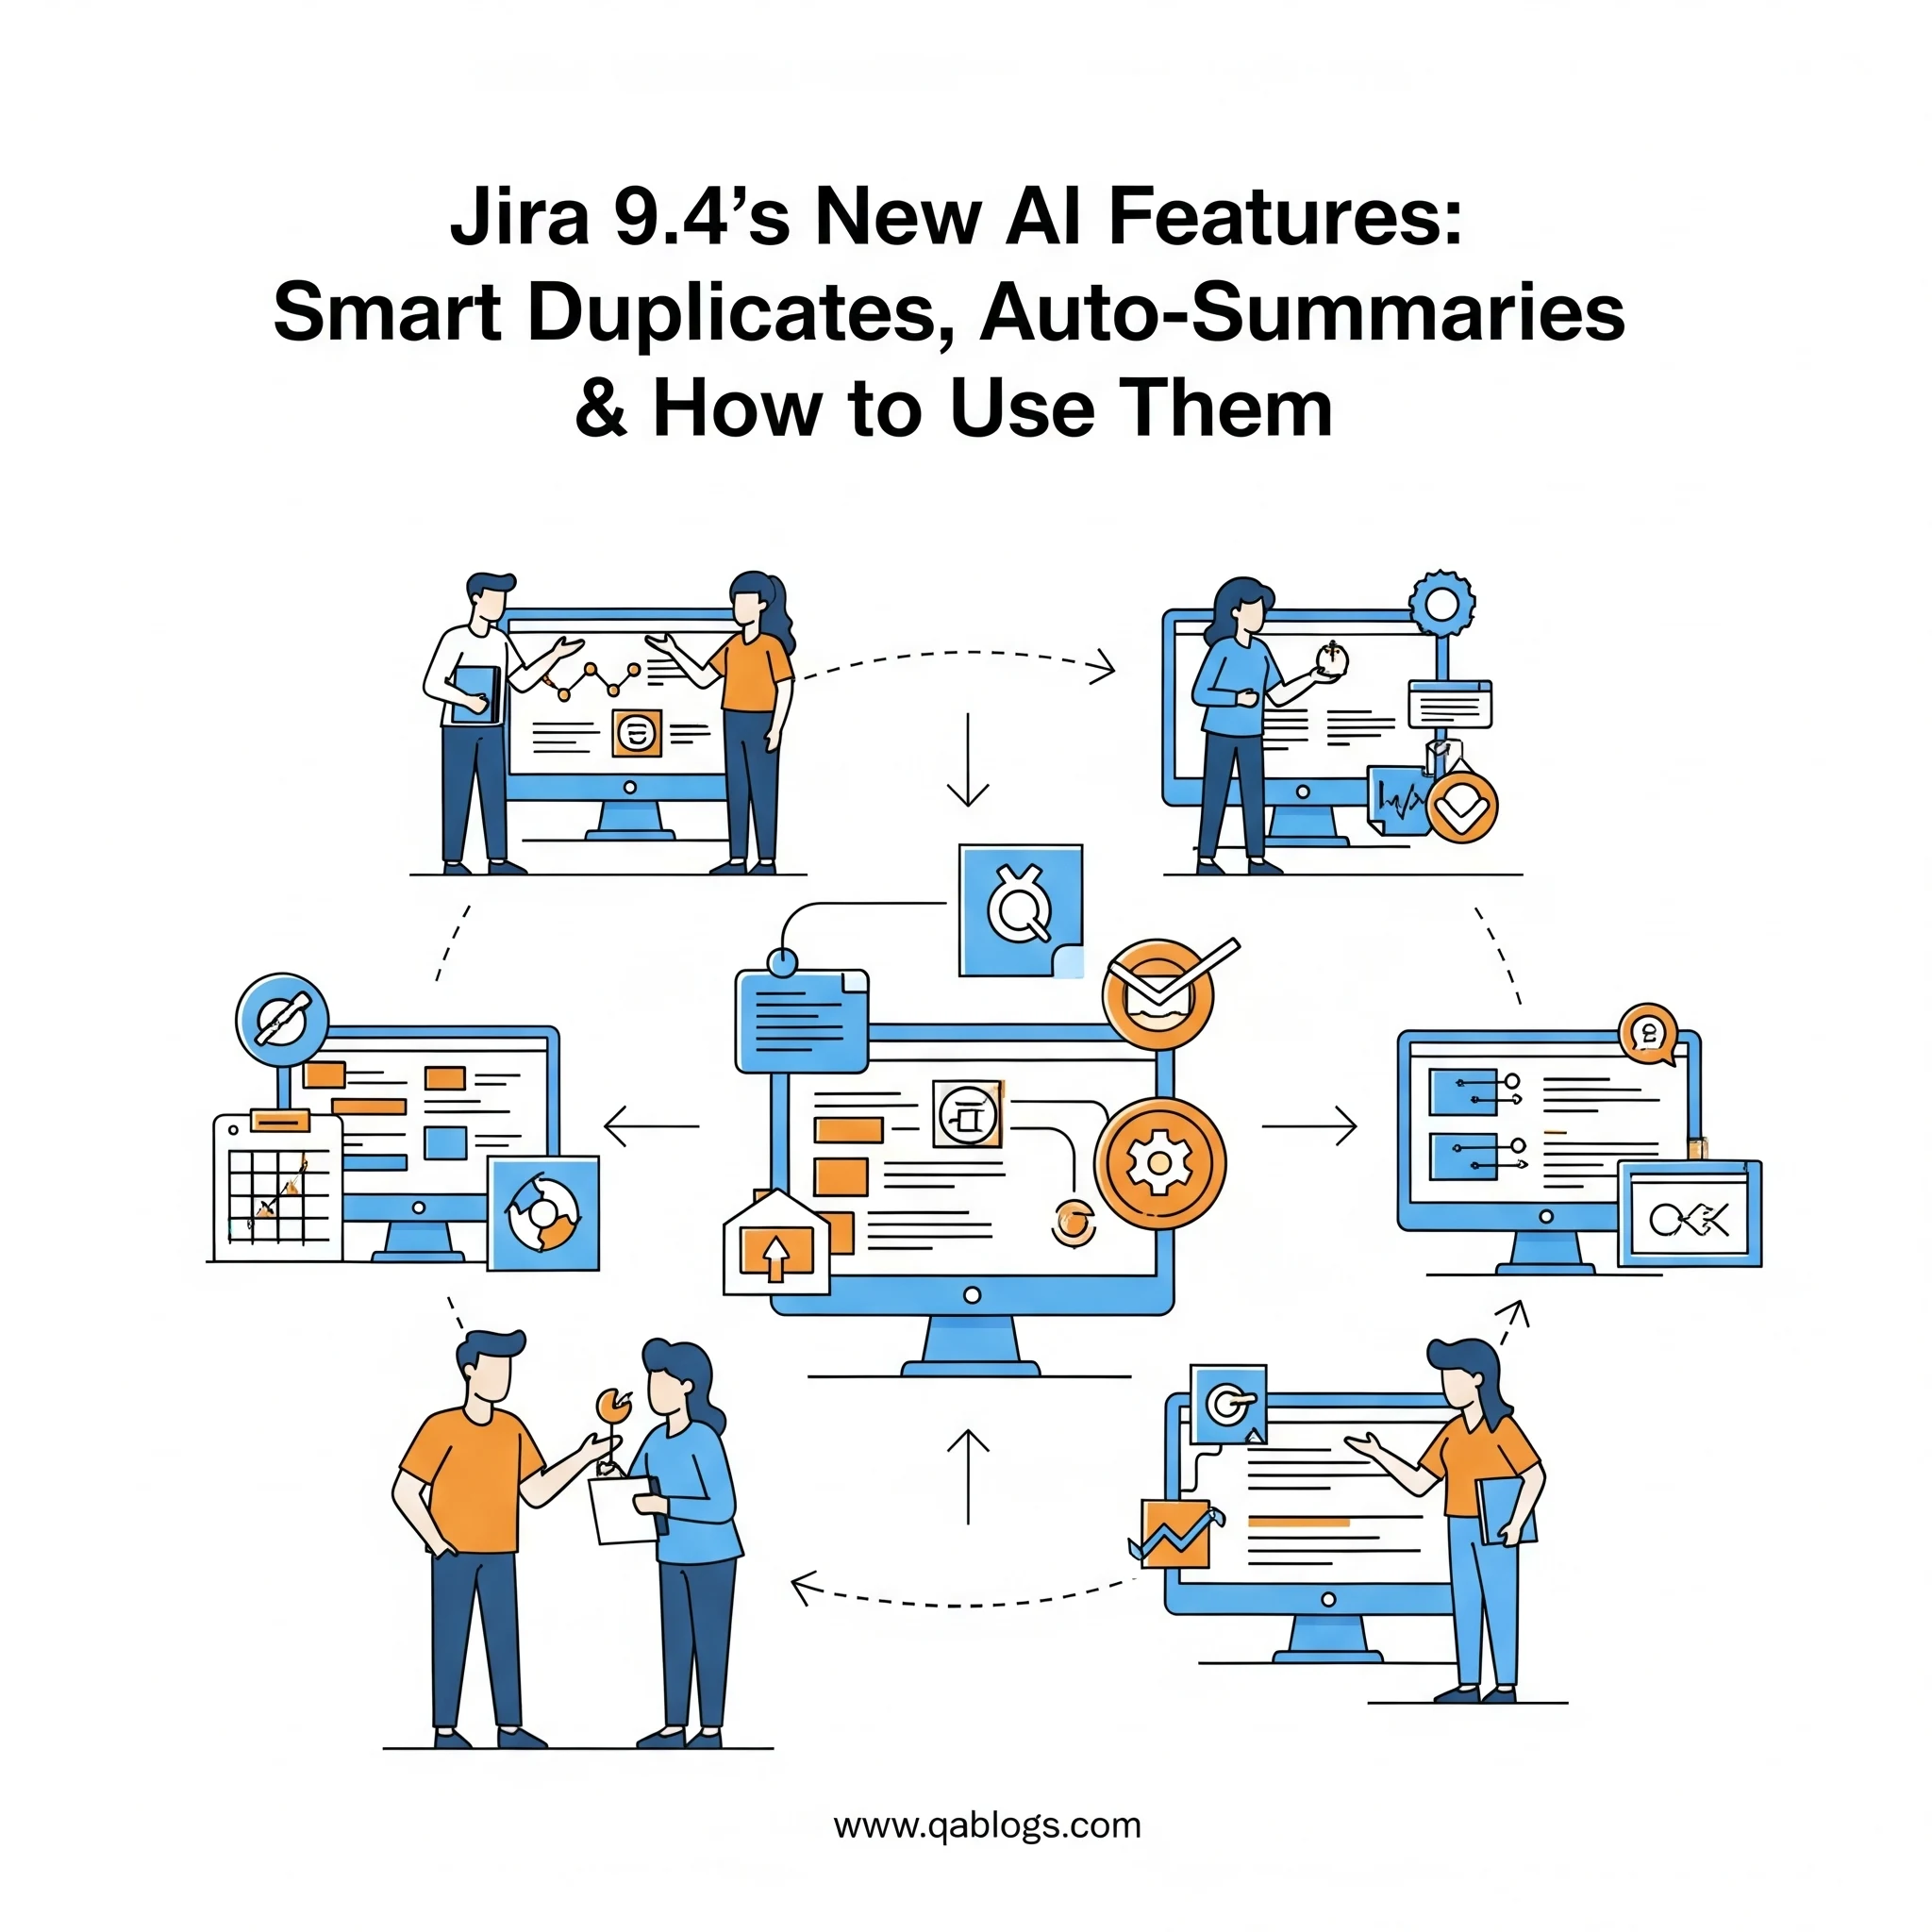 Jira 9.4’s New AI Features:
Smart Duplicates, Auto-Summaries
& How to Use Them
www.qablogs.com